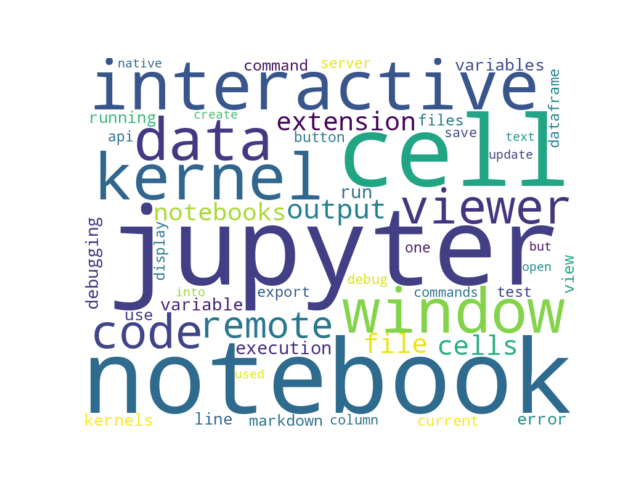 native
command
server
variables
interactive
dataframe
running
create
extension
files
save
text
api
data
button
cell
update
kernel
run
viewer
notebooks
output
debugging
display
jupyter
one
but
open
view
into
export
debug
commands
test
variable
use
code
remote
window
execution
file
cells
used
notebook
kernels
line
markdown
column
current
error